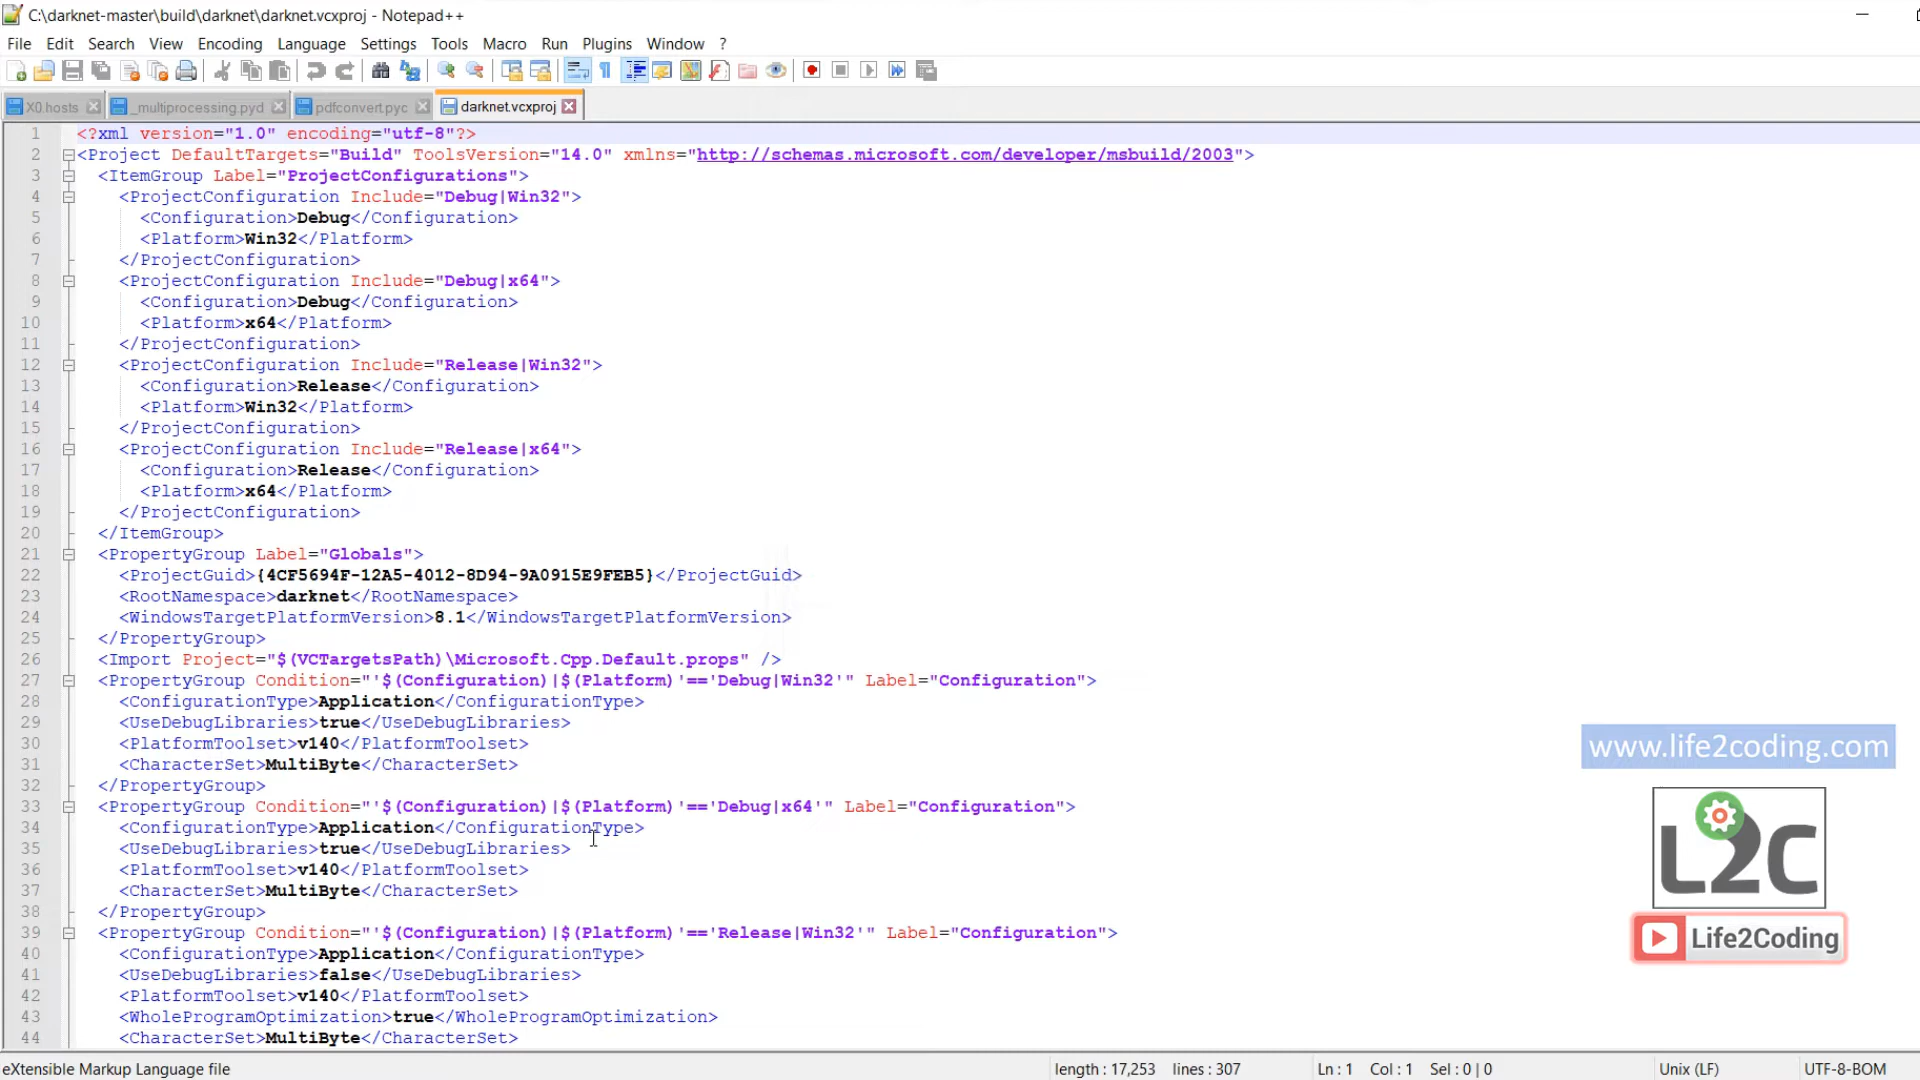 C:\darknet-master\build\darknet\darknet.vcxproj - Notepad++
File Edit Search View Encoding Language Settings Tools Macro Run Plugins Window ?
X0.hosts _multiprocessing.pyd pdfconvert.pyc darknet.vcxproj
1 <?xml version="1.0" encoding="utf-8"?>
2 <Project DefaultTargets="Build" ToolsVersion="14.0" xmlns="http://schemas.microsoft.com/developer/msbuild/2003">
3 <ItemGroup Label="ProjectConfigurations">
4 <ProjectConfiguration Include="Debug|Win32">
5 <Configuration>Debug</Configuration>
6 <Platform>Win32</Platform>
7 </ProjectConfiguration>
8 <ProjectConfiguration Include="Debug|x64">
9 <Configuration>Debug</Configuration>
10 <Platform>x64</Platform>
11 </ProjectConfiguration>
12 <ProjectConfiguration Include="Release|Win32">
13 <Configuration>Release</Configuration>
14 <Platform>Win32</Platform>
15 </ProjectConfiguration>
16 <ProjectConfiguration Include="Release|x64">
17 <Configuration>Release</Configuration>
18 <Platform>x64</Platform>
19 </ProjectConfiguration>
20 </ItemGroup>
21 <PropertyGroup Label="Globals">
22 <ProjectGuid>{4CF5694F-12A5-4012-8D94-9A0915E9FEB5}</ProjectGuid>
23 <RootNamespace>darknet</RootNamespace>
24 <WindowsTargetPlatformVersion>8.1</WindowsTargetPlatformVersion>
25 </PropertyGroup>
26 <Import Project="$(VCTargetsPath)\Microsoft.Cpp.Default.props" />
27 <PropertyGroup Condition="'$(Configuration)|$(Platform)'=='Debug|Win32'" Label="Configuration">
28 <ConfigurationType>Application</ConfigurationType>
29 <UseDebugLibraries>true</UseDebugLibraries>
30 <PlatformToolset>v140</PlatformToolset>
31 <CharacterSet>MultiByte</CharacterSet>
32 </PropertyGroup>
33 <PropertyGroup Condition="'$(Configuration)|$(Platform)'=='Debug|x64'" Label="Configuration">
34 <ConfigurationType>Application</ConfigurationType>
35 <UseDebugLibraries>true</UseDebugLibraries>
36 <PlatformToolset>v140</PlatformToolset>
37 <CharacterSet>MultiByte</CharacterSet>
38 </PropertyGroup>
39 <PropertyGroup Condition="'$(Configuration)|$(Platform)'=='Release|Win32'" Label="Configuration">
40 <ConfigurationType>Application</ConfigurationType>
41 <UseDebugLibraries>false</UseDebugLibraries>
42 <PlatformToolset>v140</PlatformToolset>
43 <WholeProgramOptimization>true</WholeProgramOptimization>
44 <CharacterSet>MultiByte</CharacterSet>
www.life2coding.com
L2C
Life2Coding
eXtensible Markup Language file length : 17,253 lines : 307 Ln : 1 Col : 1 Sel : 0 | 0 Unix (LF) UTF-8-BOM